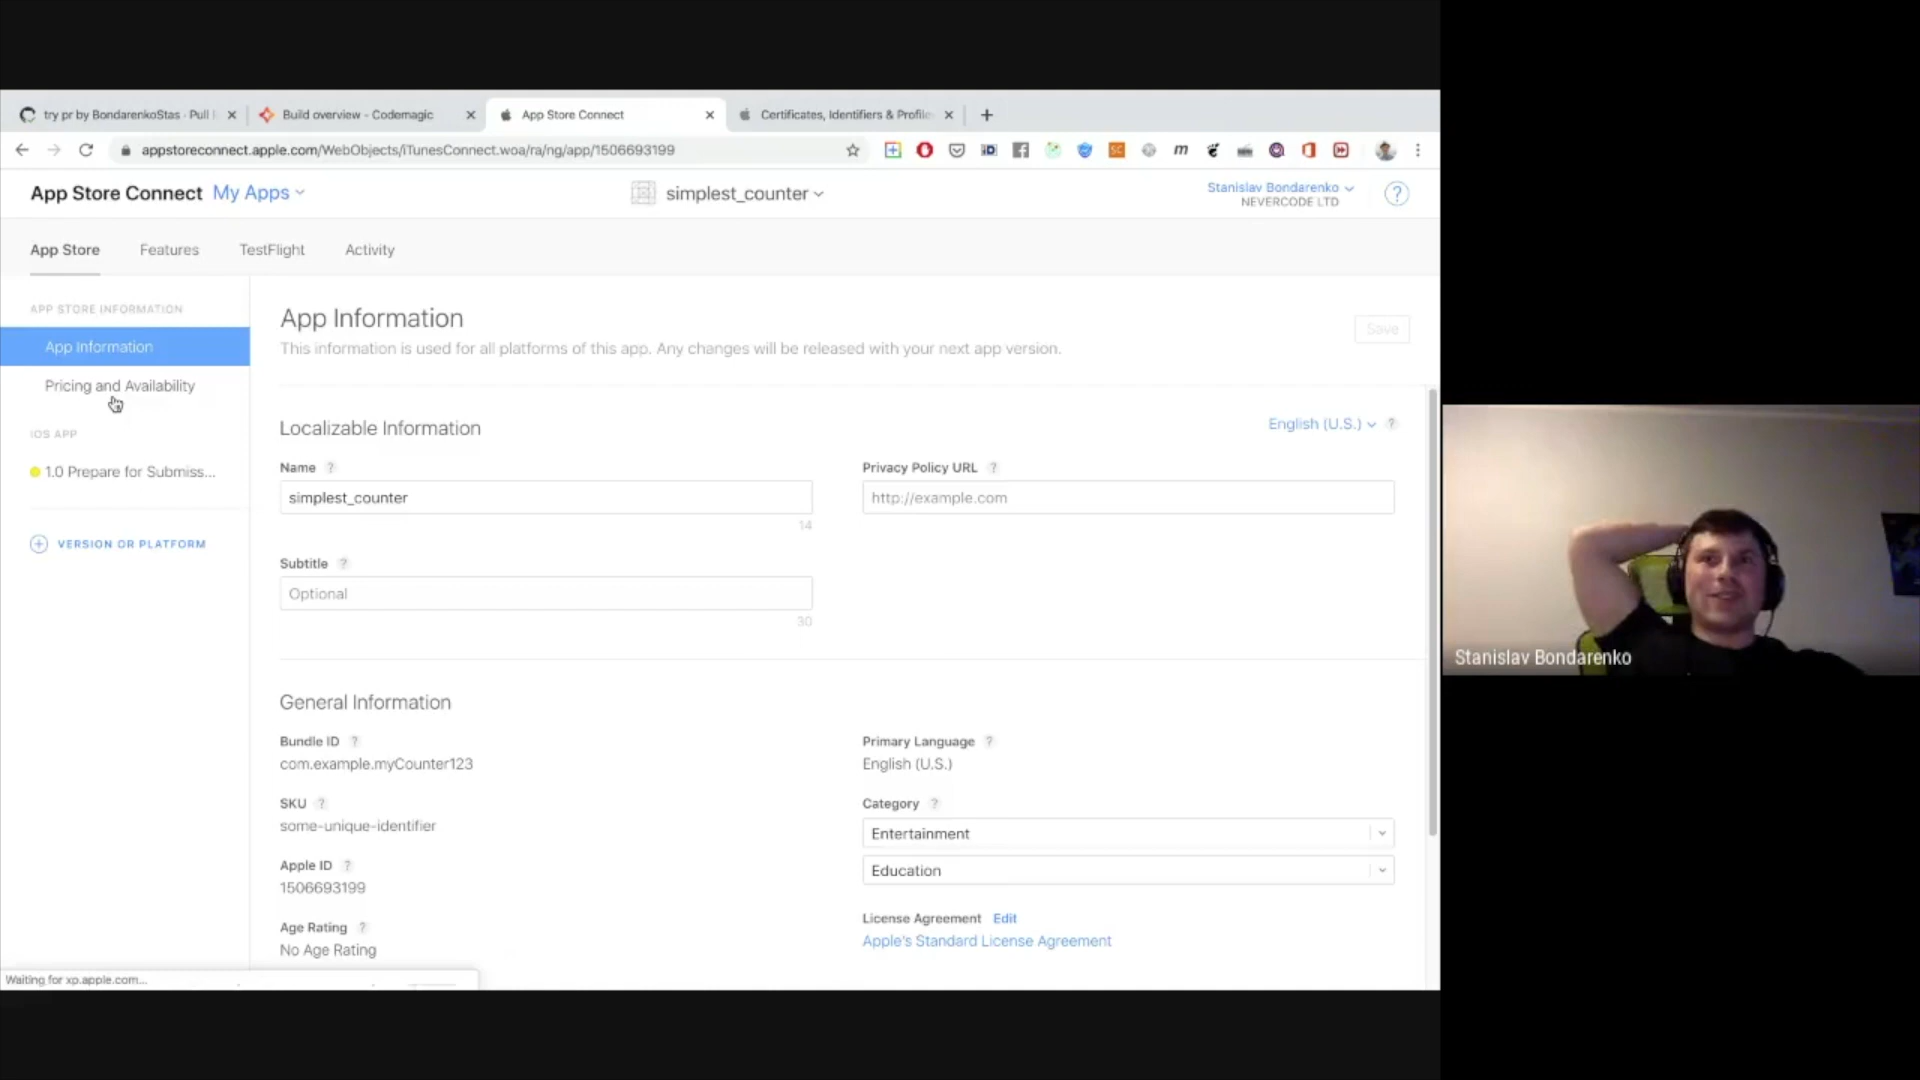 try pr by BondarenkoStas · Pull
Build overview - Codemagic
App Store Connect
Certificates, Identifiers & Profile
appstoreconnect.apple.com/WebObjects/iTunesConnect.woa/ra/ng/app/1506693199
App Store Connect My Apps
simplest_counter
Stanislav Bondarenko
NEVERCODE LTD
?
App Store
Features
TestFlight
Activity
APP STORE INFORMATION
App Information
Pricing and Availability
IOS APP
1.0 Prepare for Submiss...
VERSION OR PLATFORM
App Information
Save
This information is used for all platforms of this app. Any changes will be released with your next app version.
Localizable Information
English (U.S.) ?
Name ?
simplest_counter
14
Privacy Policy URL ?
http://example.com
Subtitle ?
Optional
30
General Information
Bundle ID ?
com.example.myCounter123
SKU ?
some-unique-identifier
Apple ID ?
1506693199
Age Rating ?
No Age Rating
Primary Language ?
English (U.S.)
Category ?
Entertainment
Education
License Agreement Edit
Apple's Standard License Agreement
Waiting for xp.apple.com...
Stanislav Bondarenko